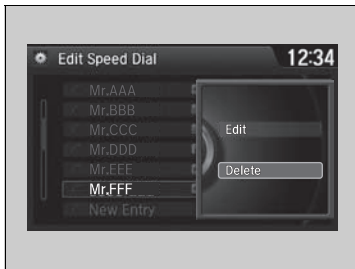 Edit Speed Dial 12:34
Mr.AAA
Mr.BBB
Mr.CCC
Mr.DDD
Mr.EEE
Mr.FFF
New Entry
Edit
Delete